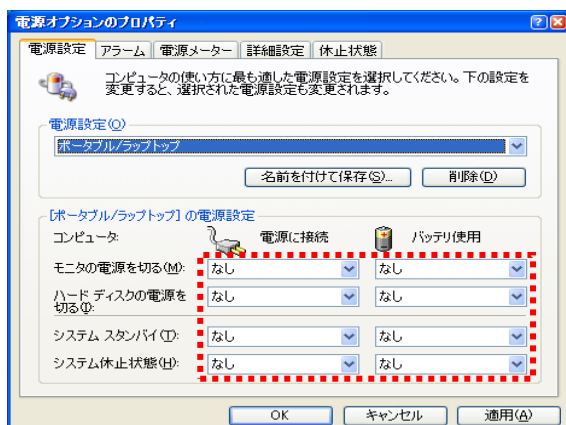 電源オプションのプロパティ
電源設定 アラーム 電源メーター 詳細設定 休止状態
コンピュータの使い方に最も適した電源設定を選択してください。下の設定を
変更すると、選択された電源設定も変更されます。
電源設定(O)
ポータブル/ラップトップ
名前を付けて保存(S)... 削除(D)
[ポータブル/ラップトップ] の電源設定
コンピュータ: 電源に接続 バッテリ使用
モニタの電源を切る(M): なし なし
ハード ディスクの電源を
切る(I): なし なし
システム スタンバイ(T): なし なし
システム休止状態(H): なし なし
OK キャンセル 適用(A)